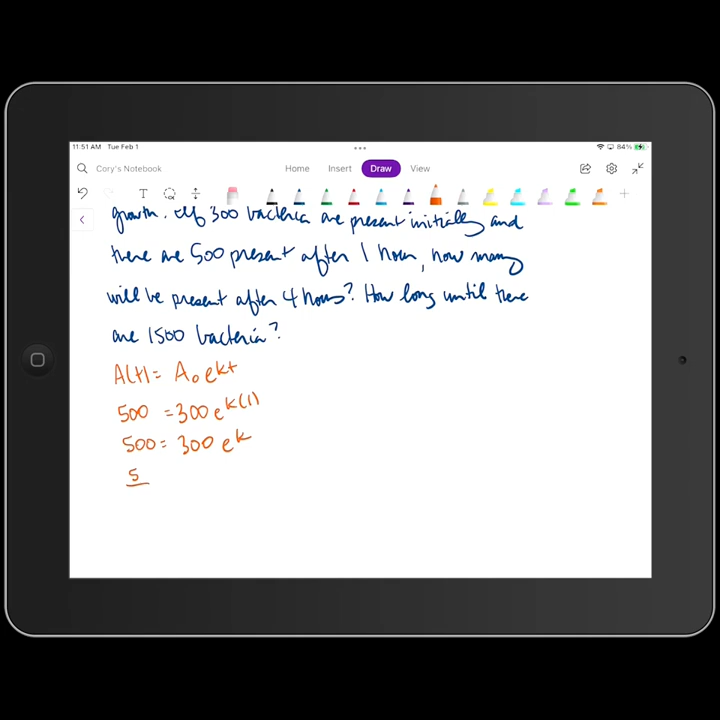 11:51 AM Tue Feb 1 84%
Cory's Notebook Home Insert Draw View
growth. If 300 bacteria are present initially and
there are 500 present after 1 hour, how many
will be present after 4 hours? How long until there
are 1500 bacteria?
A(t) = A₀ e^kt
500 = 300 e^k(1)
500 = 300 e^k
5